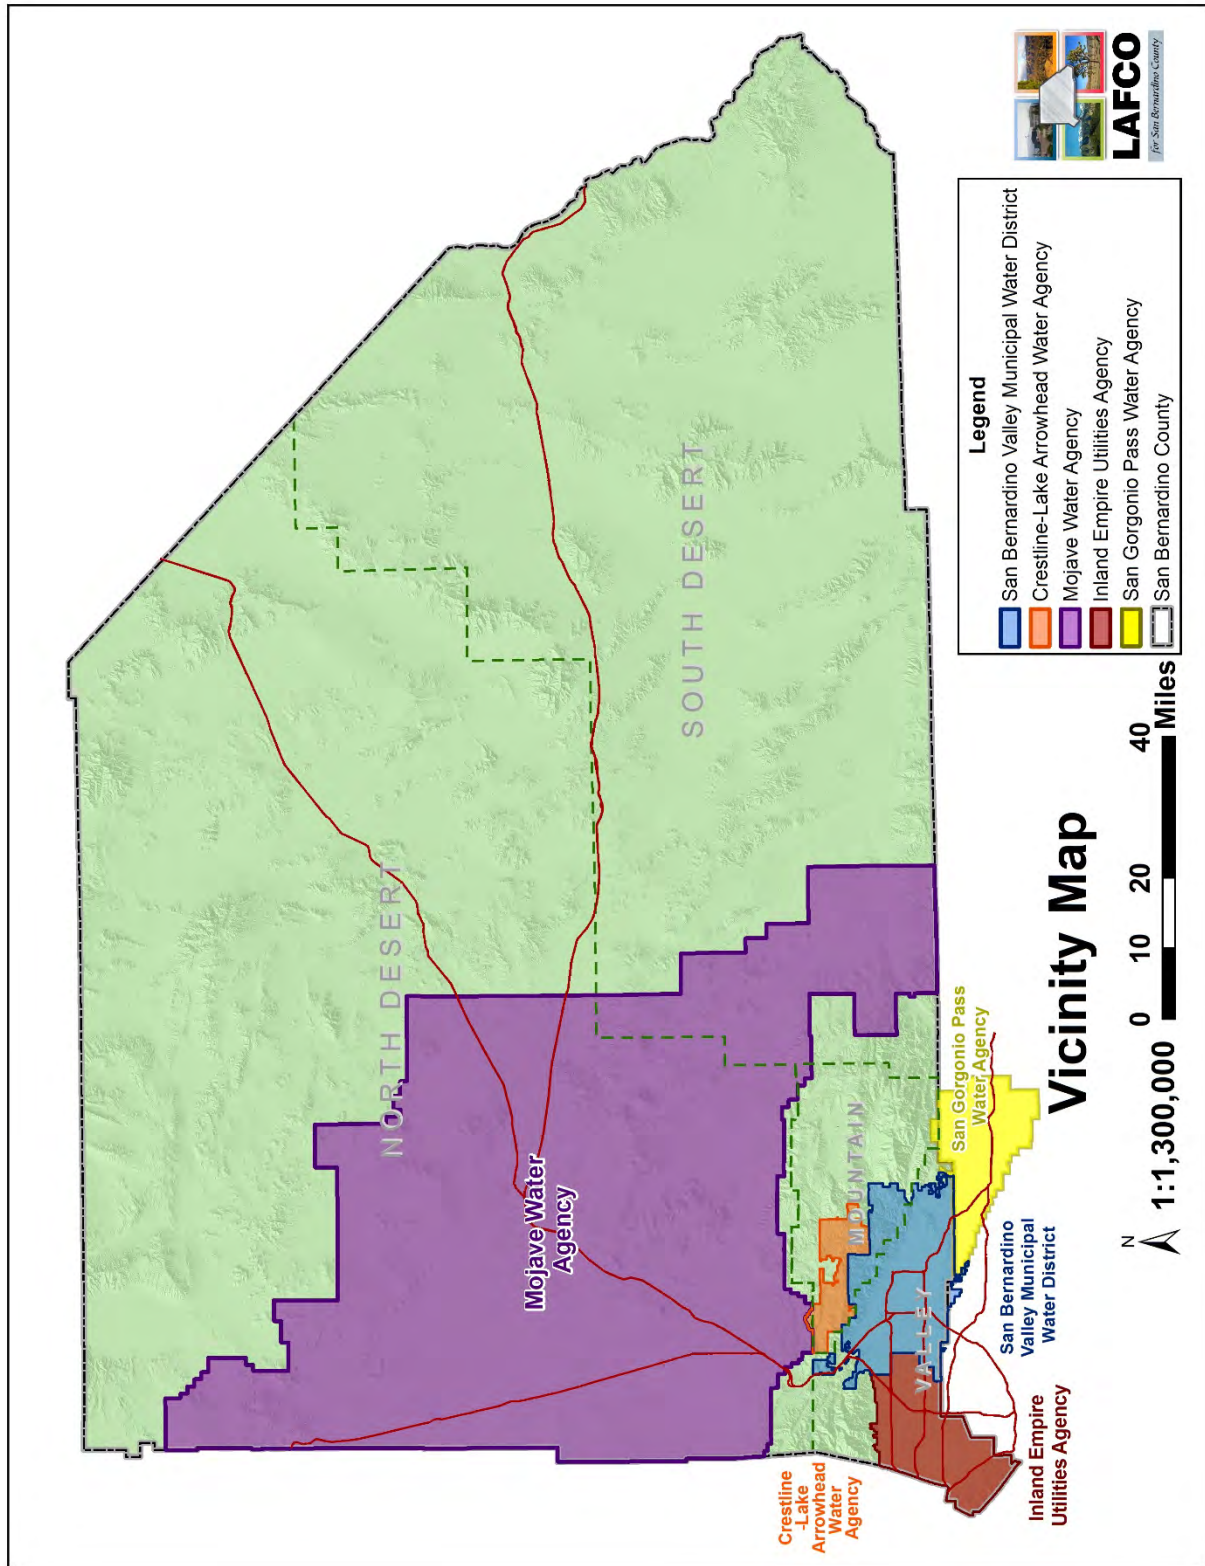 LAFCO
for San Bernardino County
NORTH DESERT
SOUTH DESERT
Mojave Water
Agency
MOUNTAIN
VALLEY
Crestline
-Lake
Arrowhead
Water
Agency
San Gorgonio Pass
Water Agency
San Bernardino
Valley Municipal
Water District
Inland Empire
Utilities Agency
Legend
San Bernardino Valley Municipal Water District
Crestline-Lake Arrowhead Water Agency
Mojave Water Agency
Inland Empire Utilities Agency
San Gorgonio Pass Water Agency
San Bernardino County
Vicinity Map
N
1:1,300,000
0 10 20 40
Miles